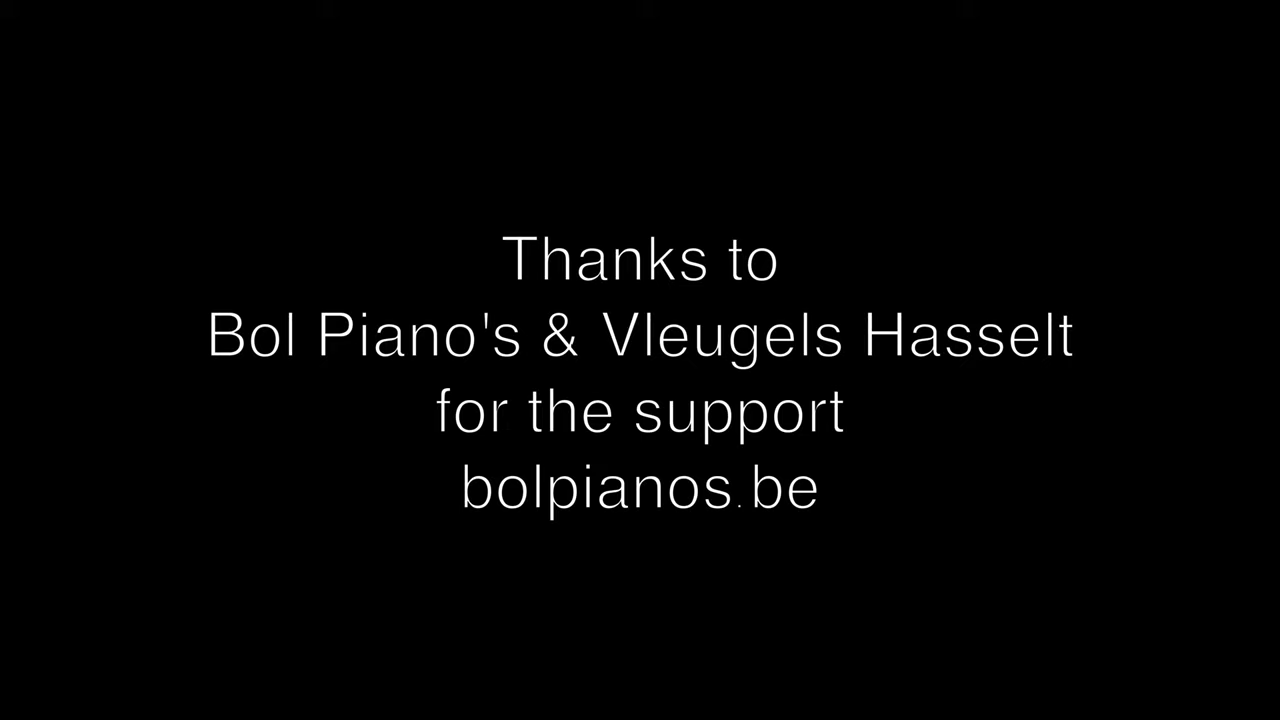 Thanks to
Bol Piano's & Vleugels Hasselt
for the support
bolpianos.be